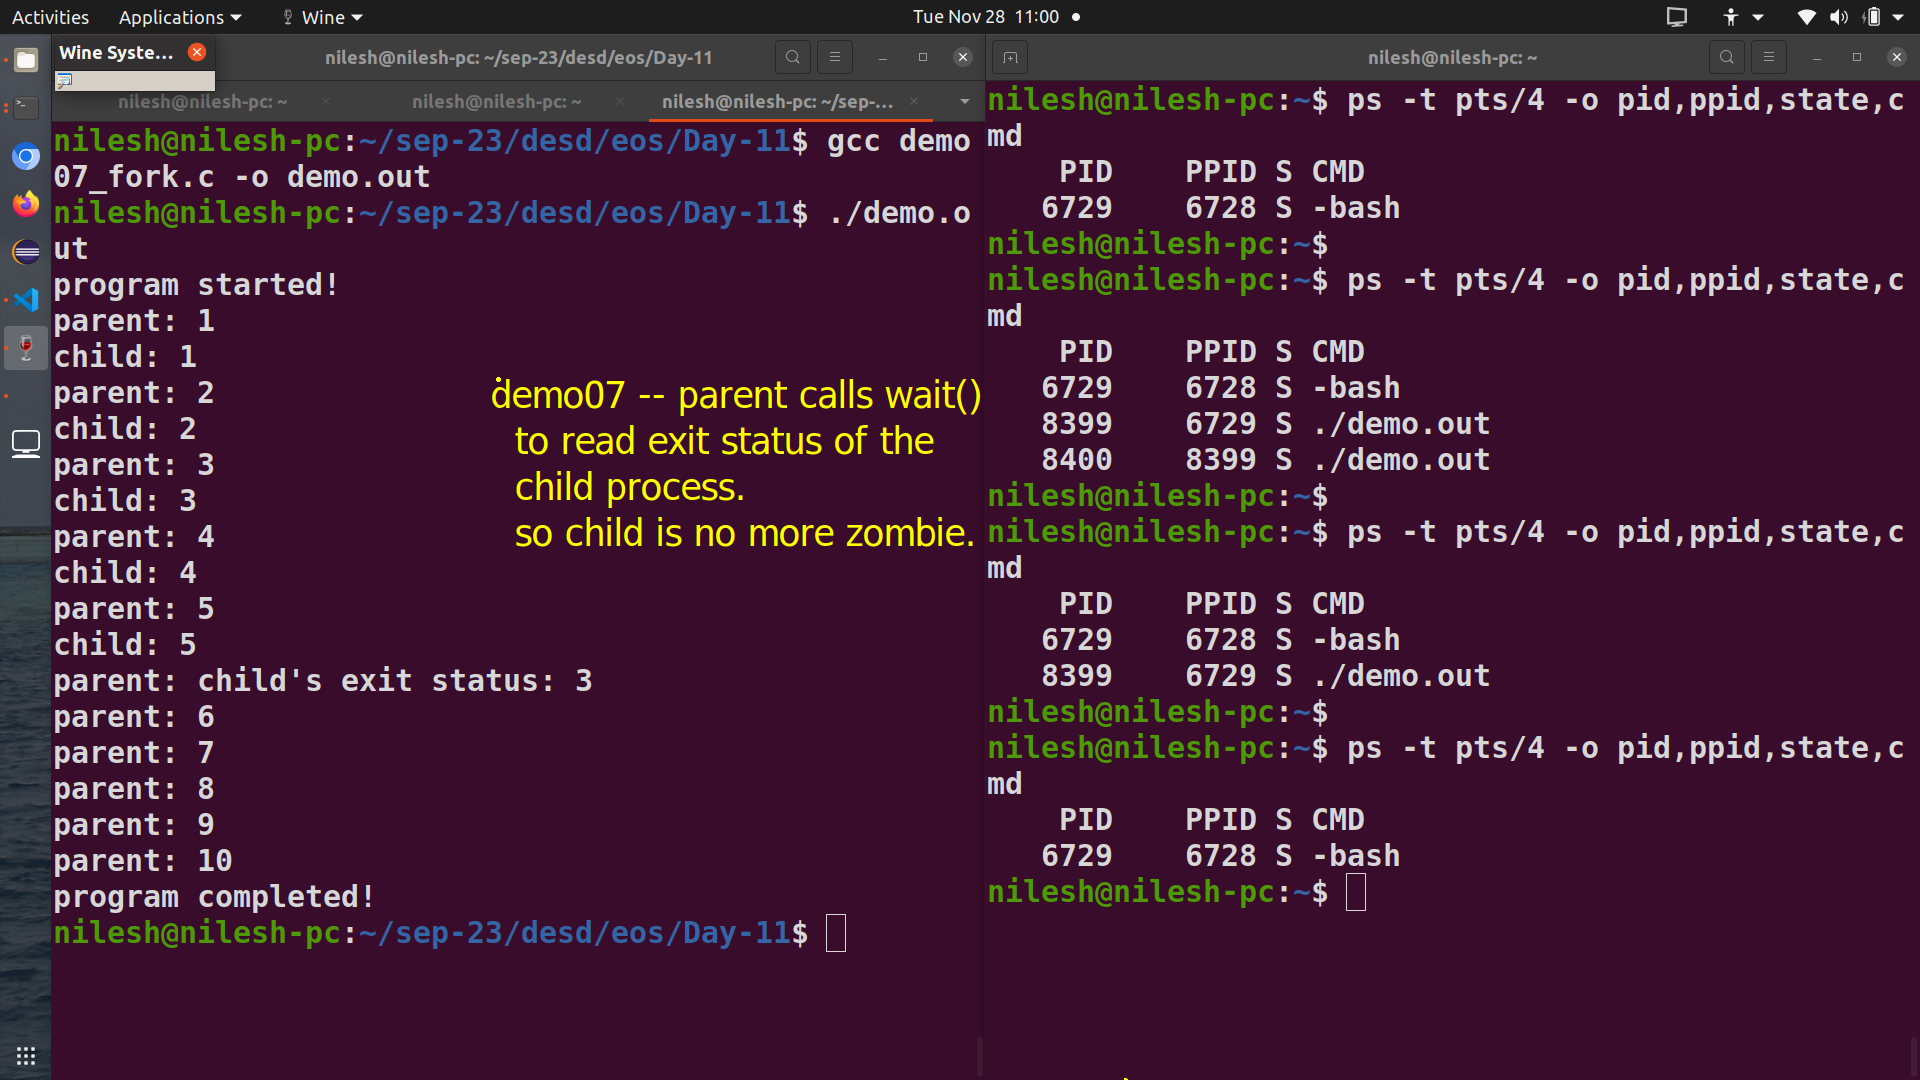 Activities Applications Wine Tue Nov 28 11:00
Wine Syste...
nilesh@nilesh-pc: ~/sep-23/desd/eos/Day-11
nilesh@nilesh-pc: ~ nilesh@nilesh-pc: ~ nilesh@nilesh-pc: ~/sep-...
nilesh@nilesh-pc:~/sep-23/desd/eos/Day-11$ gcc demo
07_fork.c -o demo.out
nilesh@nilesh-pc:~/sep-23/desd/eos/Day-11$ ./demo.o
ut
program started!
parent: 1
child: 1
parent: 2
child: 2
parent: 3
child: 3
parent: 4
child: 4
parent: 5
child: 5
parent: child's exit status: 3
parent: 6
parent: 7
parent: 8
parent: 9
parent: 10
program completed!
nilesh@nilesh-pc:~/sep-23/desd/eos/Day-11$
demo07 -- parent calls wait()
to read exit status of the
child process.
so child is no more zombie.
nilesh@nilesh-pc: ~
nilesh@nilesh-pc:~$ ps -t pts/4 -o pid,ppid,state,c
md
PID PPID S CMD
6729 6728 S -bash
nilesh@nilesh-pc:~$
nilesh@nilesh-pc:~$ ps -t pts/4 -o pid,ppid,state,c
md
PID PPID S CMD
6729 6728 S -bash
8399 6729 S ./demo.out
8400 8399 S ./demo.out
nilesh@nilesh-pc:~$
nilesh@nilesh-pc:~$ ps -t pts/4 -o pid,ppid,state,c
md
PID PPID S CMD
6729 6728 S -bash
8399 6729 S ./demo.out
nilesh@nilesh-pc:~$
nilesh@nilesh-pc:~$ ps -t pts/4 -o pid,ppid,state,c
md
PID PPID S CMD
6729 6728 S -bash
nilesh@nilesh-pc:~$